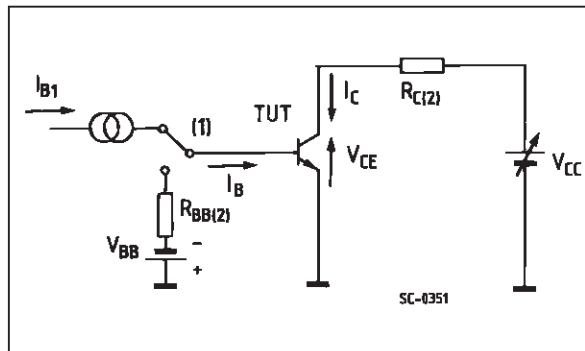 I_B1
(1)
TUT
I_C
R_C(2)
V_CE
V_CC
I_B
R_BB(2)
V_BB
−
+
SC-0351